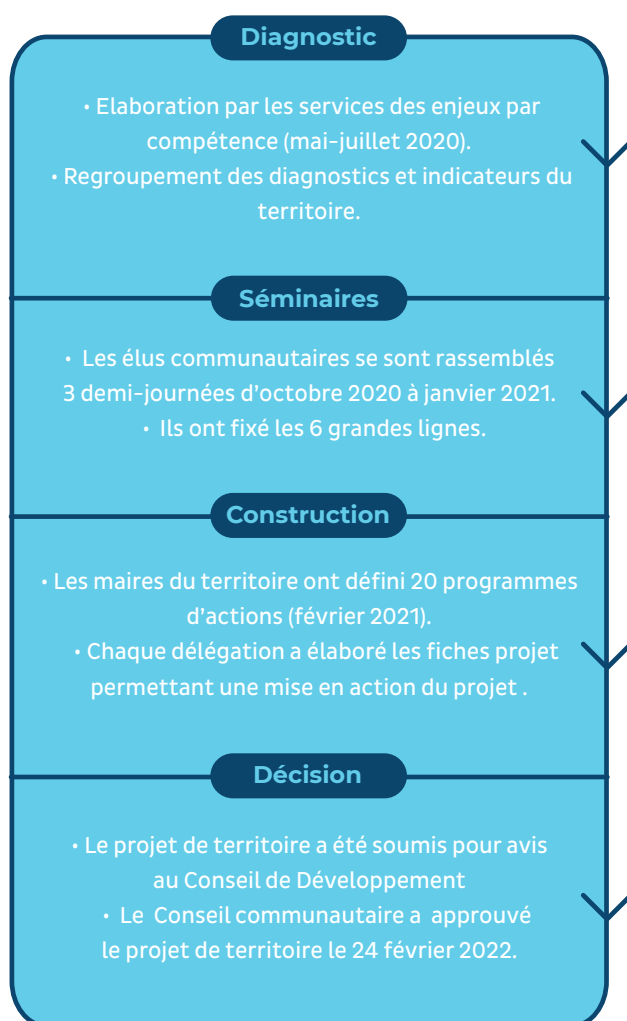 Diagnostic
• Elaboration par les services des enjeux par
compétence (mai-juillet 2020).
• Regroupement des diagnostics et indicateurs du
territoire.
Séminaires
• Les élus communautaires se sont rassemblés
3 demi-journées d'octobre 2020 à janvier 2021.
• Ils ont fixé les 6 grandes lignes.
Construction
• Les maires du territoire ont défini 20 programmes
d'actions (février 2021).
• Chaque délégation a élaboré les fiches projet
permettant une mise en action du projet .
Décision
• Le projet de territoire a été soumis pour avis
au Conseil de Développement
• Le Conseil communautaire a approuvé
le projet de territoire le 24 février 2022.